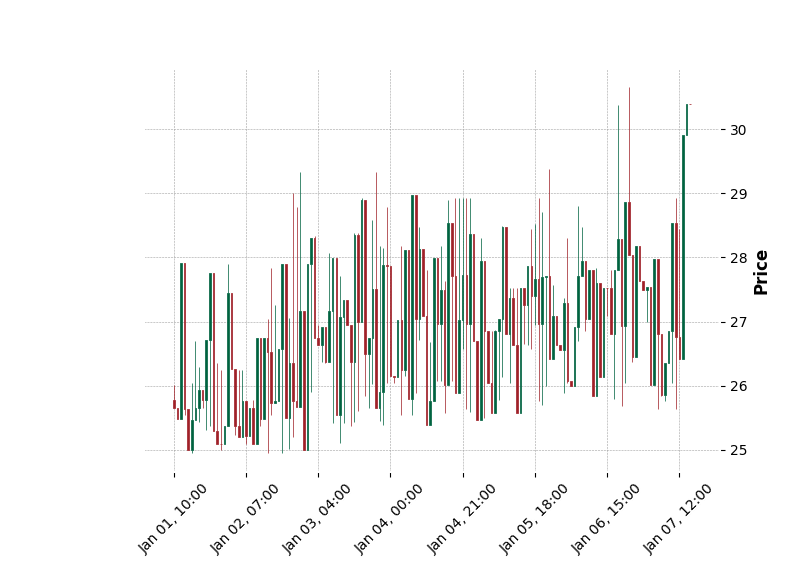 30
29
28
27
26
25
Price
Jan 01, 10:00
Jan 02, 07:00
Jan 03, 04:00
Jan 04, 00:00
Jan 04, 21:00
Jan 05, 18:00
Jan 06, 15:00
Jan 07, 12:00